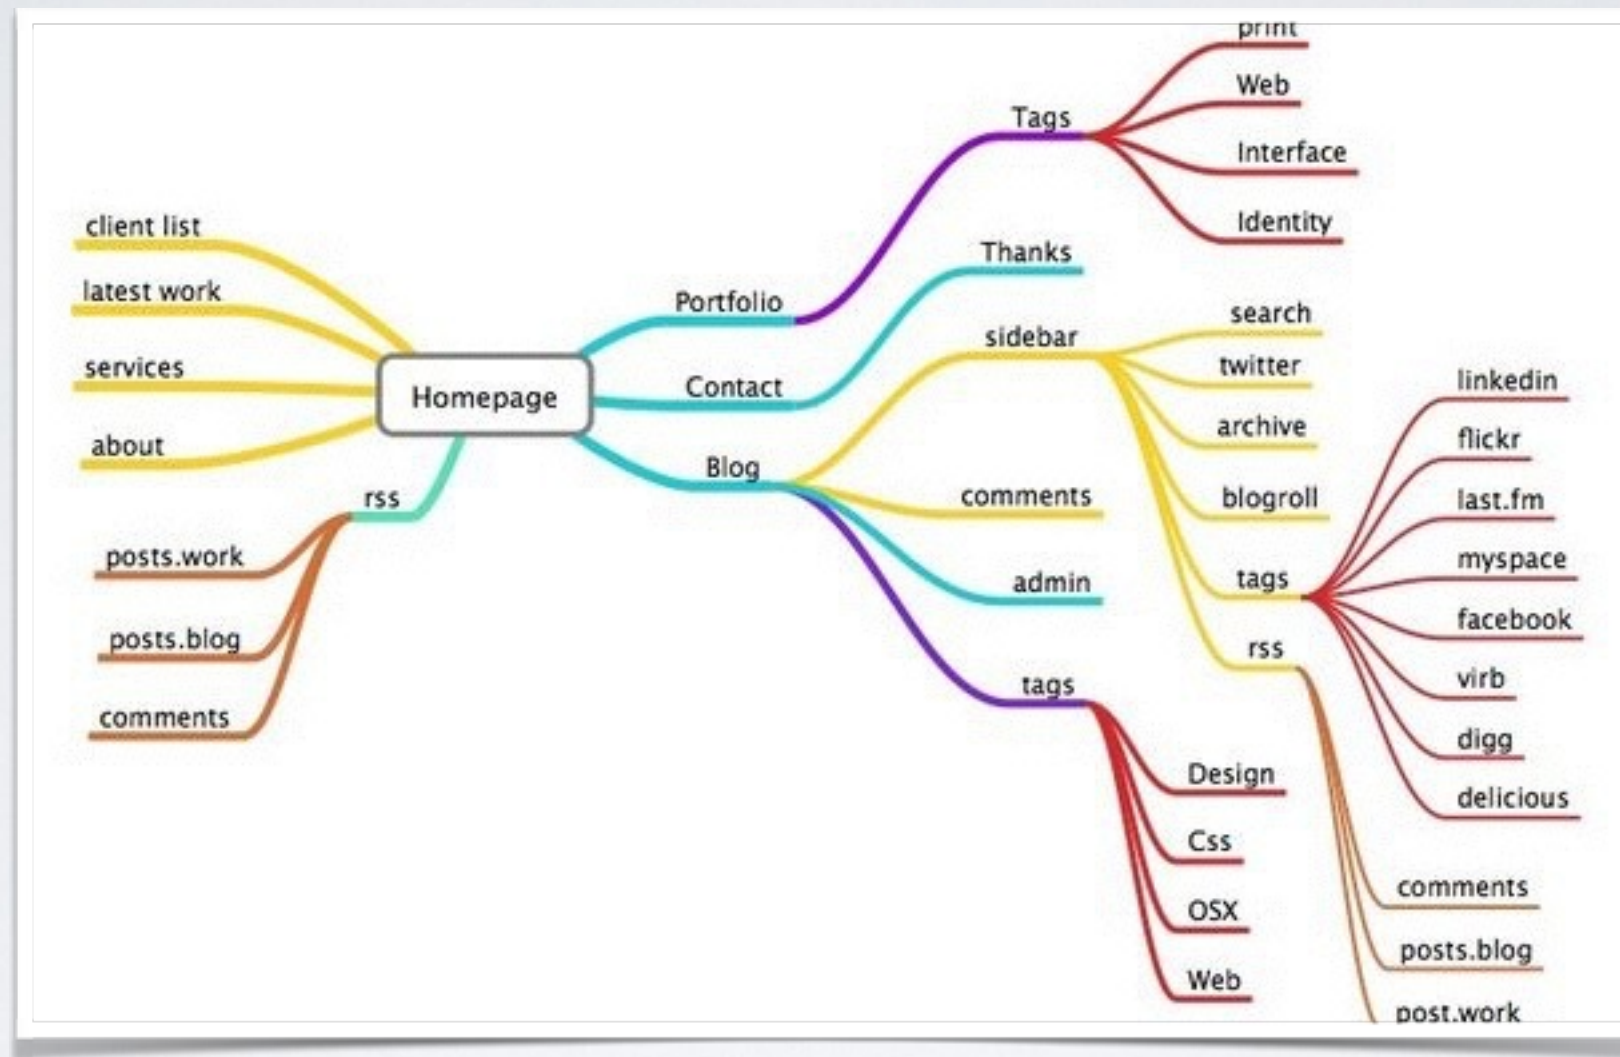 print
Web
Tags
Interface
Identity
client list
Thanks
latest work
Portfolio
search
sidebar
services
twitter
Homepage
Contact
linkedin
about
archive
flickr
Blog
rss
comments
blogroll
last.fm
posts.work
admin
tags
myspace
posts.blog
rss
facebook
comments
tags
virb
digg
Design
delicious
Css
comments
OSX
posts.blog
Web
post.work